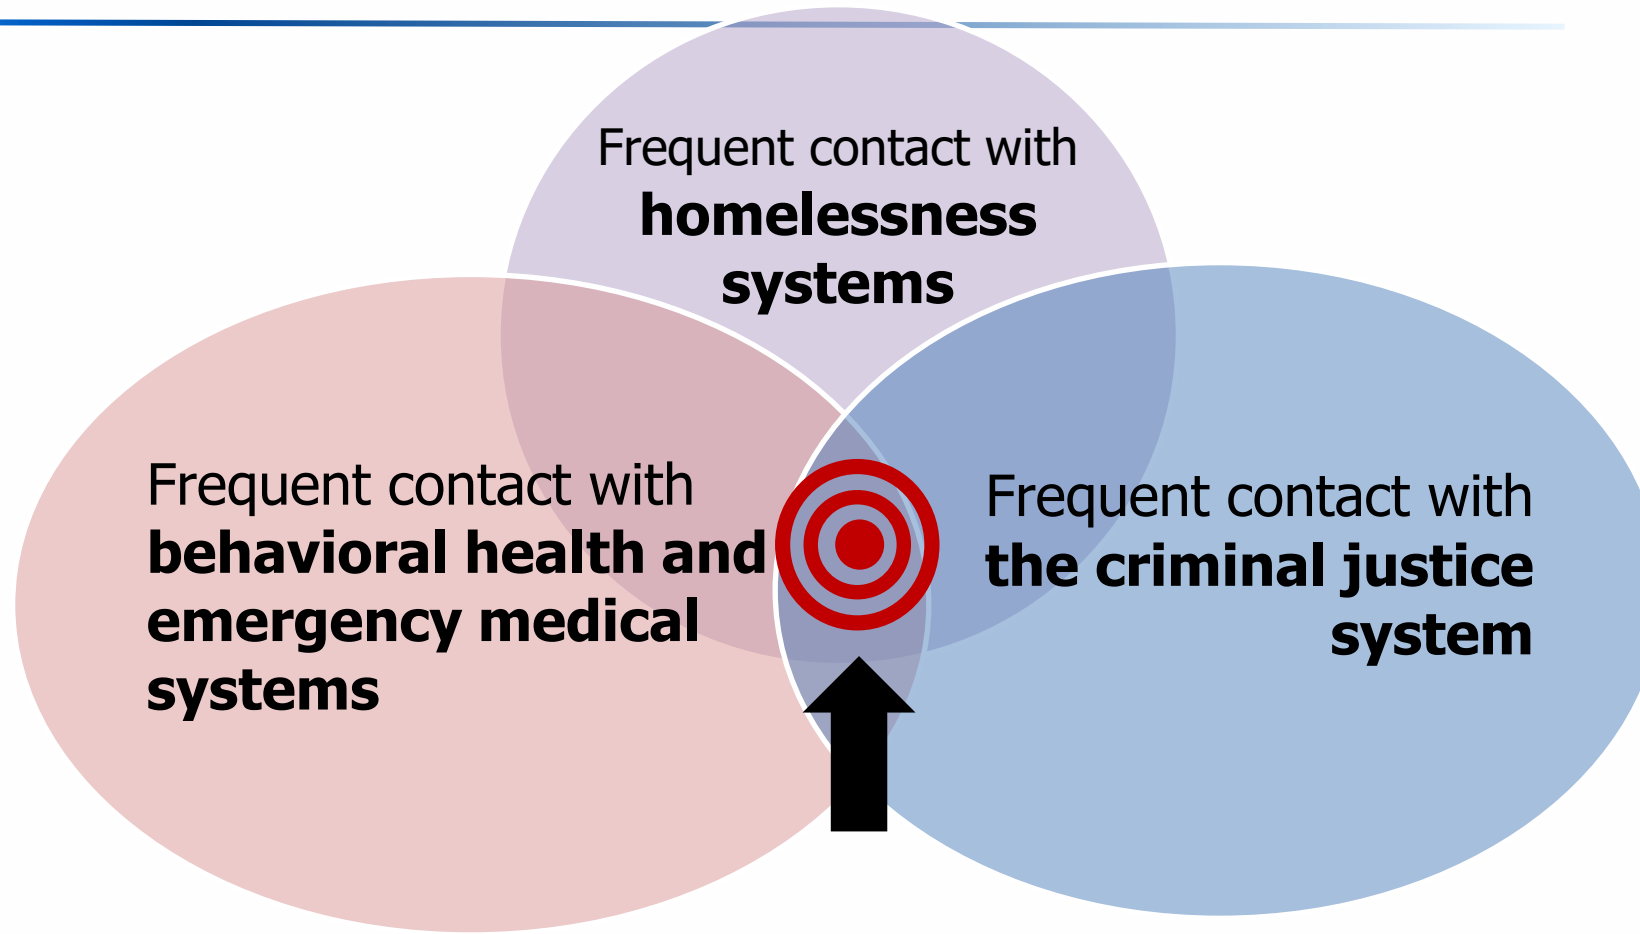 Frequent contact with
homelessness
systems
Frequent contact with
behavioral health and
emergency medical
systems
Frequent contact with
the criminal justice
system